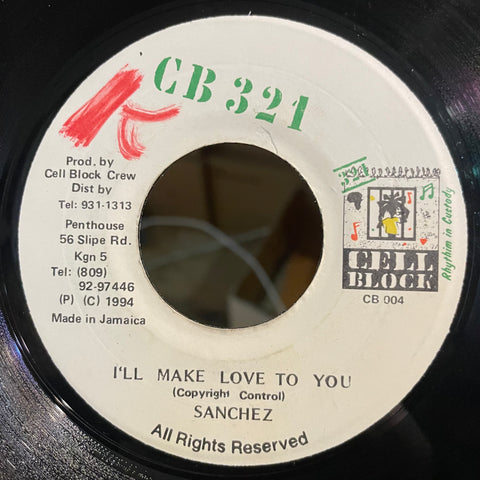 CB 321
Prod. by
Cell Block Crew
Dist by
Tel: 931-1313
Penthouse
56 Slipe Rd.
Kgn 5
Tel: (809)
92-97446
(P) (C) 1994
Made in Jamaica
CELL
BLOCK
Rhythim in Custody
CB 004
I'LL MAKE LOVE TO YOU
(Copyright Control)
SANCHEZ
All Rights Reserved